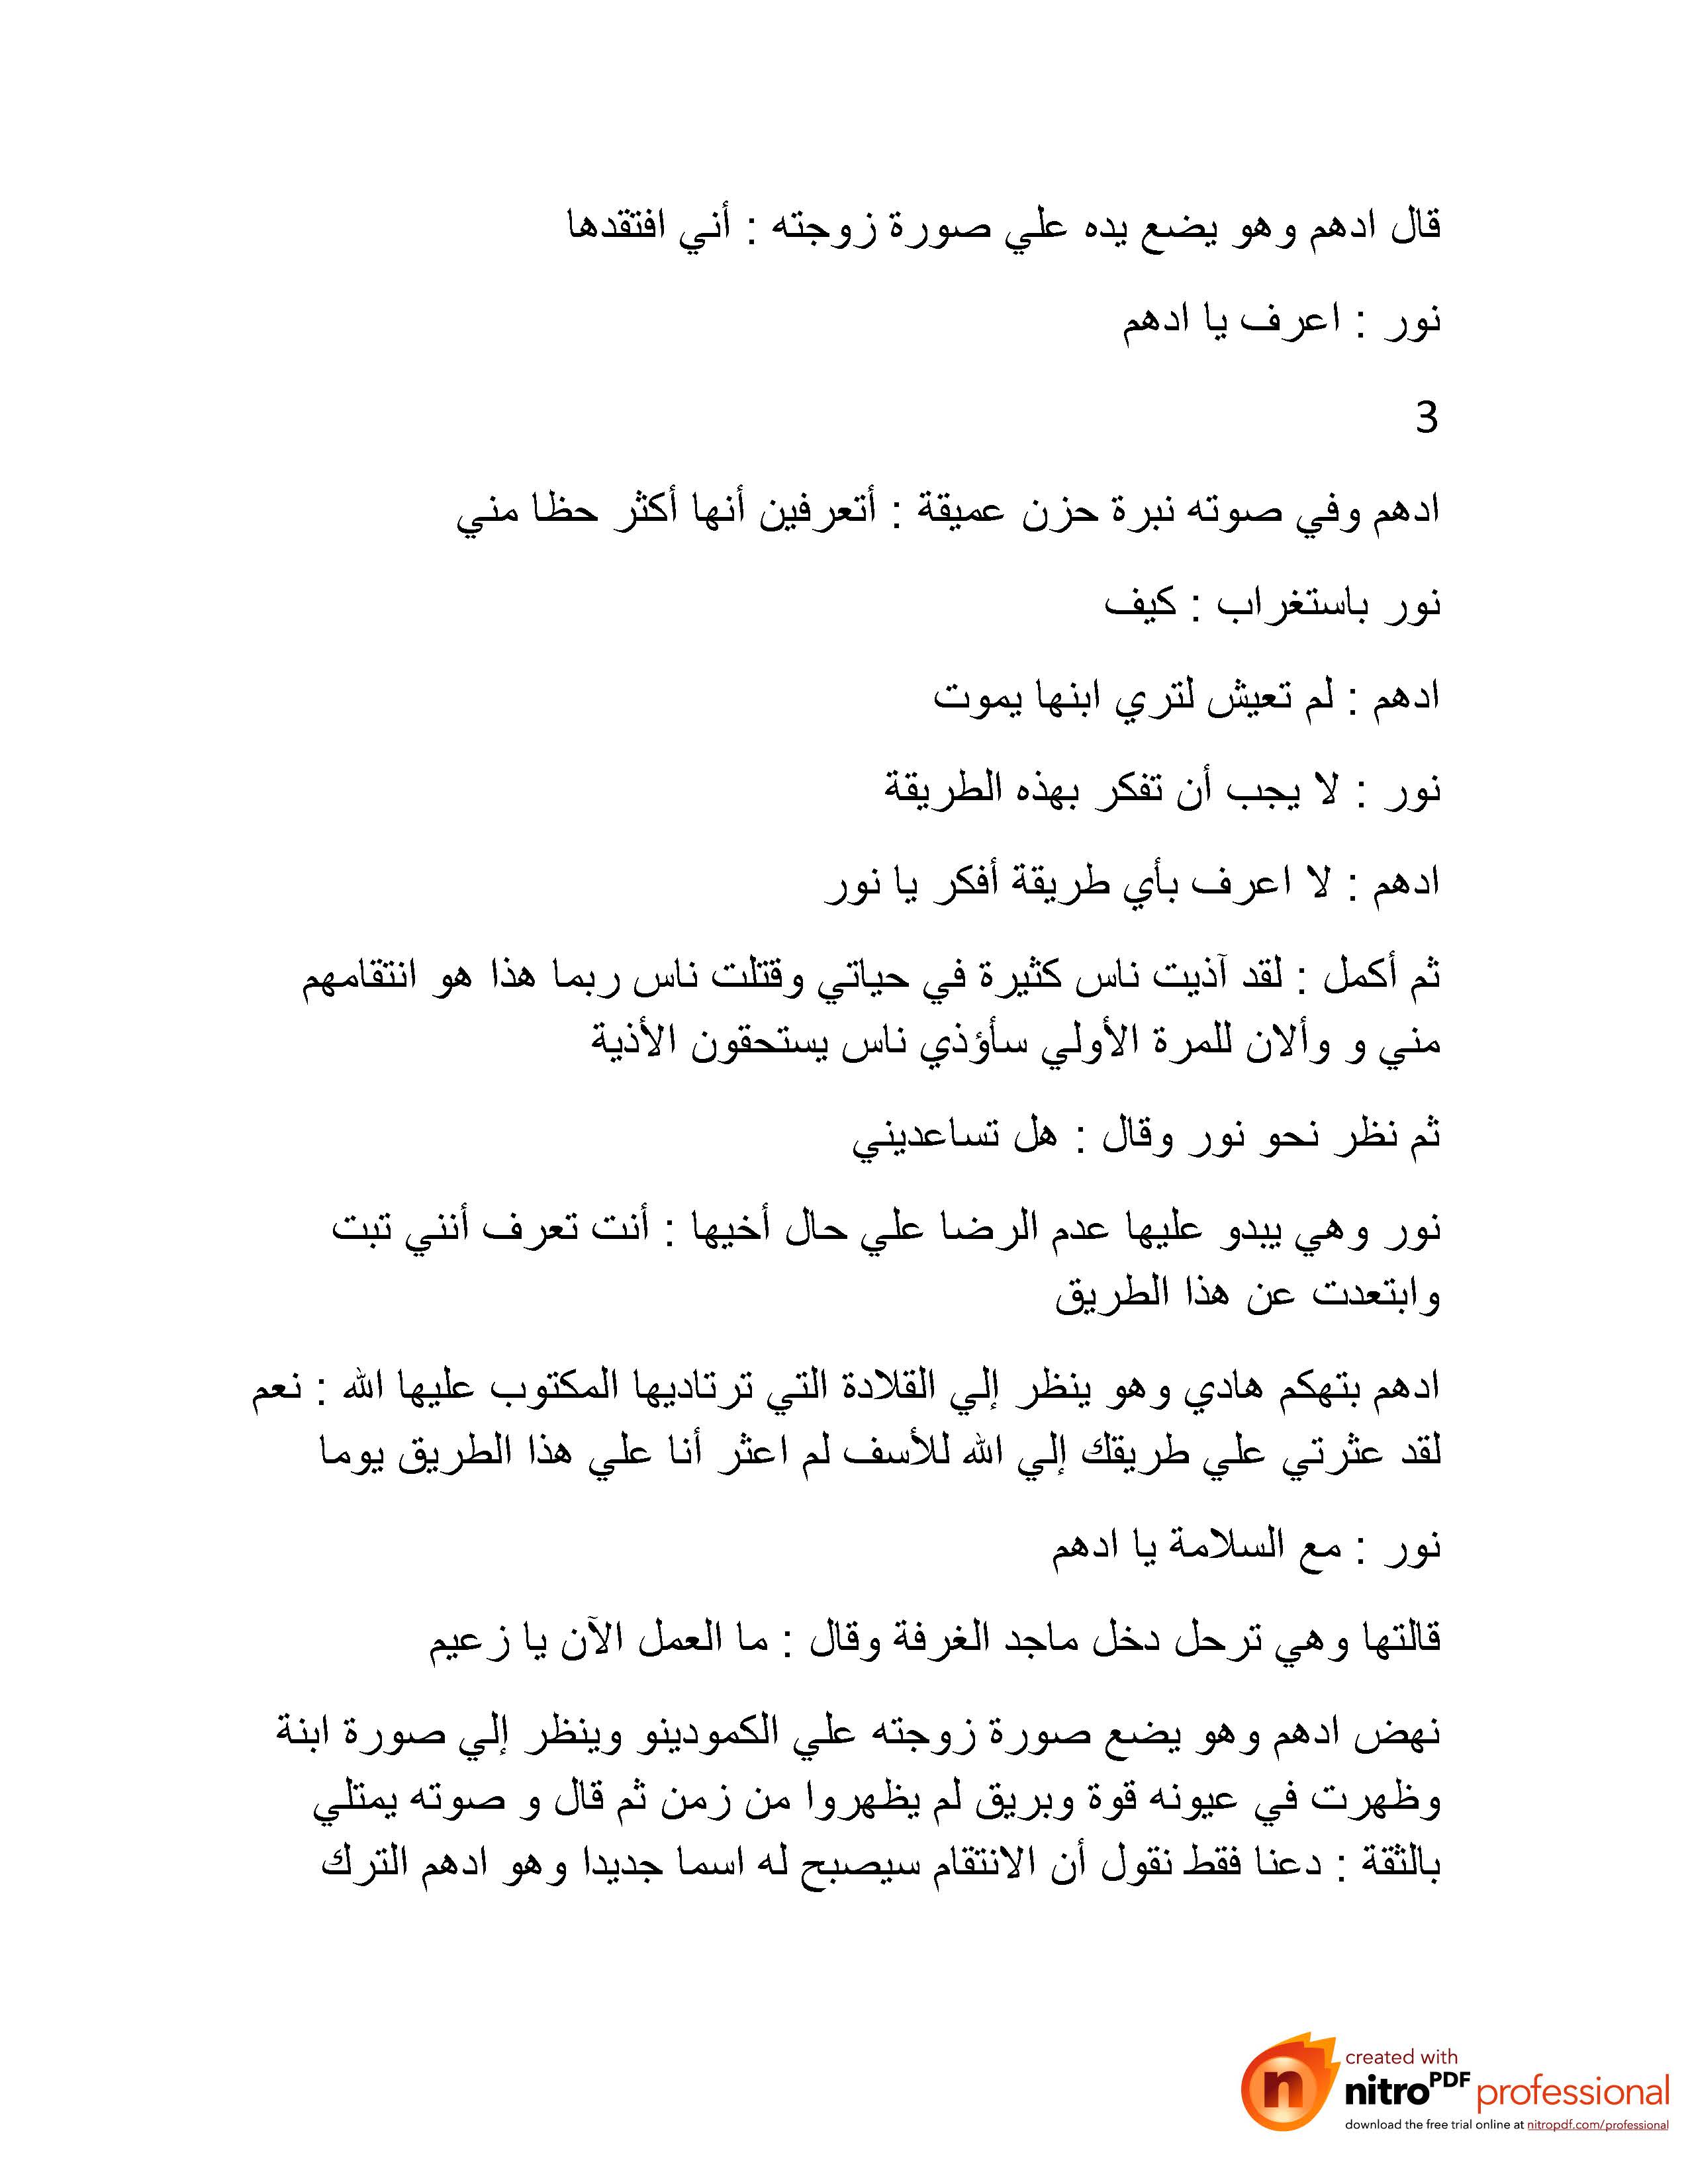 قال ادهم وهو يضع يده علي صورة زوجته : أني افتقدها
نور : اعرف يا ادهم
3
ادهم وفي صوته نبرة حزن عميقة : أتعرفين أنها أكثر حظا مني
نور باستغراب : كيف
ادهم : لم تعيش لتري ابنها يموت
نور : لا يجب أن تفكر بهذه الطريقة
ادهم : لا اعرف بأي طريقة أفكر يا نور
ثم أكمل : لقد آذيت ناس كثيرة في حياتي وقتلت ناس ربما هذا هو انتقامهم
مني و وألان للمرة الأولي سأؤذي ناس يستحقون الأذية
ثم نظر نحو نور وقال : هل تساعديني
نور وهي يبدو عليها عدم الرضا علي حال أخيها : أنت تعرف أنني تبت
وابتعدت عن هذا الطريق
ادهم بتهكم هادي وهو ينظر إلي القلادة التي ترتاديها المكتوب عليها الله : نعم
لقد عثرتي علي طريقك إلي الله للأسف لم اعثر أنا علي هذا الطريق يوما
نور : مع السلامة يا ادهم
قالتها وهي ترحل دخل ماجد الغرفة وقال : ما العمل الآن يا زعيم
نهض ادهم وهو يضع صورة زوجته علي الكمودينو وينظر إلي صورة ابنة
وظهرت في عيونه قوة وبريق لم يظهروا من زمن ثم قال و صوته يمتلي
بالثقة : دعنا فقط نقول أن الانتقام سيصبح له اسما جديدا وهو ادهم الترك
created with
nitroPDF professional
download the free trial online at nitropdf.com/professional